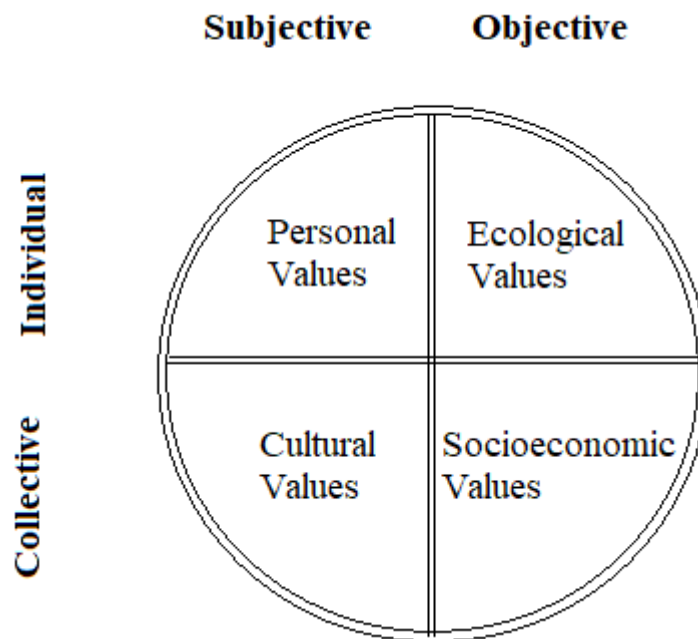 Subjective Objective
Individual
Personal
Values
Ecological
Values
Collective
Cultural
Values
Socioeconomic
Values